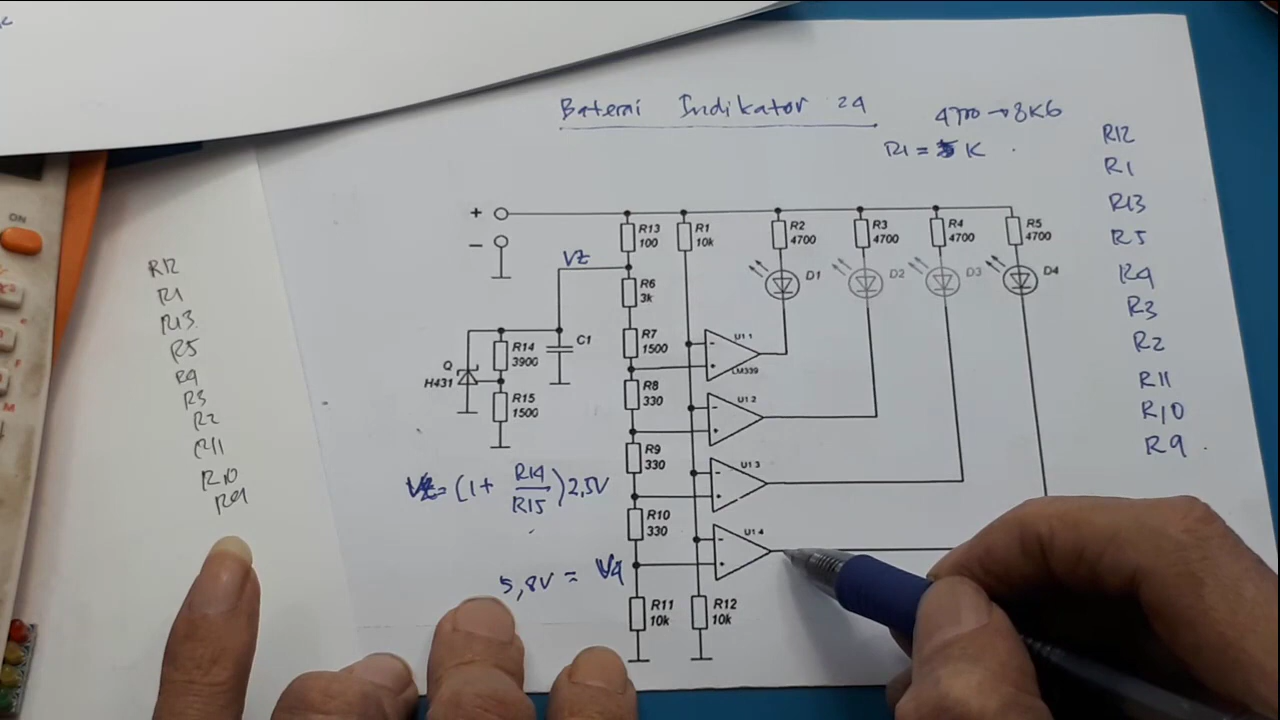 Baterai Indikator 24
4700 → 8K6
R1 = 5K .
R12
R1
R13
R5
R4
R3
R2
R11
R10
R9 .
R12
R1
R13.
R5
R4
R3
R2
R11
R10
R9
+
-
VZ
R13
100
R1
10k
R2
4700
R3
4700
R4
4700
R5
4700
R6
3k
D1
D2
D3
D4
R7
1500
U1 1
LM339
R14
3900
C1
Q
H431
R15
1500
R8
330
U1 2
R9
330
U1 3
VZ = (1 + R14/R15) 2,5V
R10
330
U1 4
5,8V = V4
R11
10k
R12
10k
ON
M